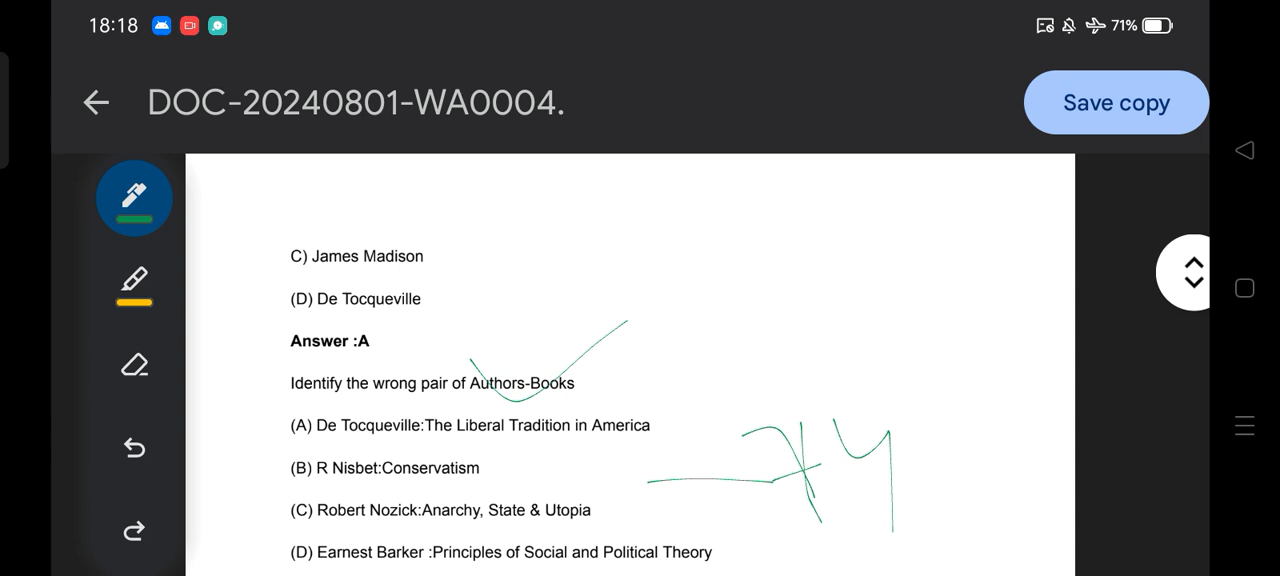 18:18
71%
DOC-20240801-WA0004.
Save copy
C) James Madison
(D) De Tocqueville
Answer :A
Identify the wrong pair of Authors-Books
(A) De Tocqueville:The Liberal Tradition in America
(B) R Nisbet:Conservatism
(C) Robert Nozick:Anarchy, State & Utopia
(D) Earnest Barker :Principles of Social and Political Theory